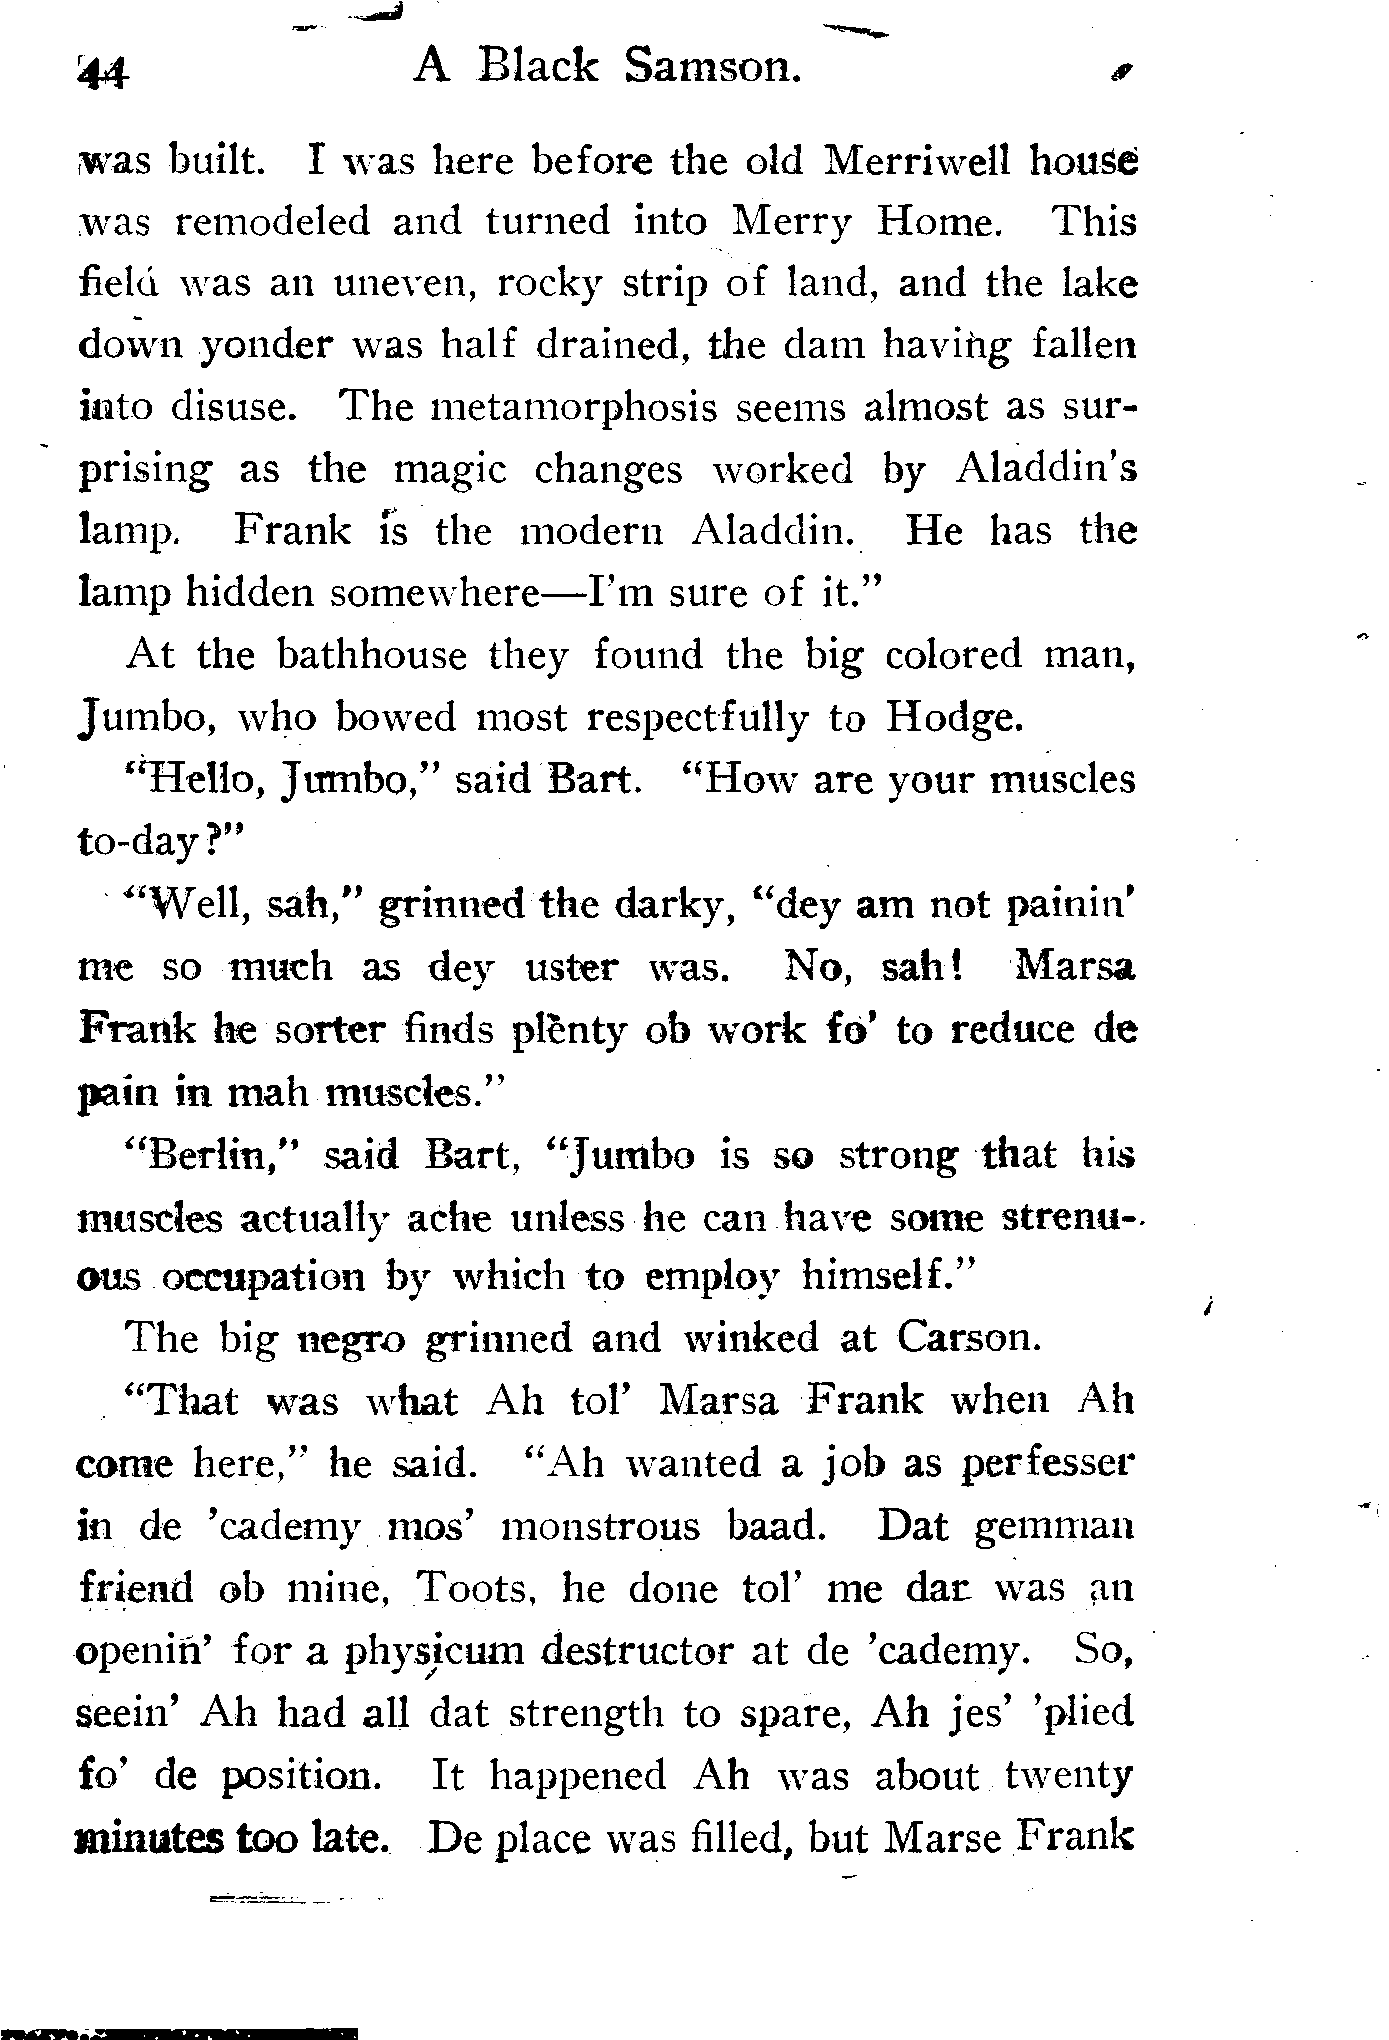 44 A Black Samson.
was built. I was here before the old Merriwell house
was remodeled and turned into Merry Home. This
field was an uneven, rocky strip of land, and the lake
down yonder was half drained, the dam having fallen
into disuse. The metamorphosis seems almost as sur-
prising as the magic changes worked by Aladdin's
lamp. Frank is the modern Aladdin. He has the
lamp hidden somewhere—I'm sure of it."
At the bathhouse they found the big colored man,
Jumbo, who bowed most respectfully to Hodge.
"Hello, Jumbo," said Bart. "How are your muscles
to-day?"
"Well, sah," grinned the darky, "dey am not painin'
me so much as dey uster was. No, sah! Marsa
Frank he sorter finds plenty ob work fo' to reduce de
pain in mah muscles."
"Berlin," said Bart, "Jumbo is so strong that his
muscles actually ache unless he can have some strenu-
ous occupation by which to employ himself."
The big negro grinned and winked at Carson.
"That was what Ah tol' Marsa Frank when Ah
come here," he said. "Ah wanted a job as perfesser
in de 'cademy mos' monstrous baad. Dat gemman
friend ob mine, Toots, he done tol' me dar was an
openin' for a physicum destructor at de 'cademy. So,
seein' Ah had all dat strength to spare, Ah jes' 'plied
fo' de position. It happened Ah was about twenty
minutes too late. De place was filled, but Marse Frank